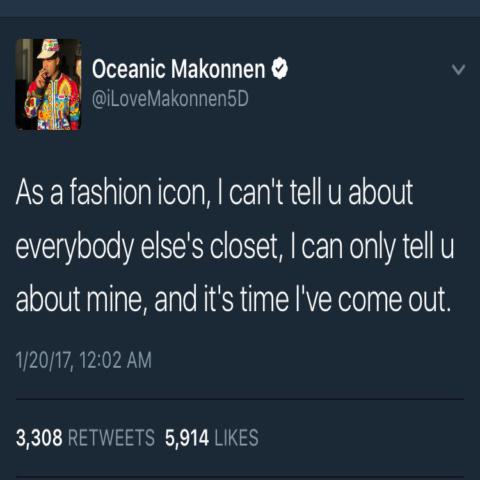 Oceanic Makonnen
@iLoveMakonnen5D
As a fashion icon, I can't tell u about
everybody else's closet, I can only tell u
about mine, and it's time I've come out.
1/20/17, 12:02 AM
3,308 RETWEETS 5,914 LIKES